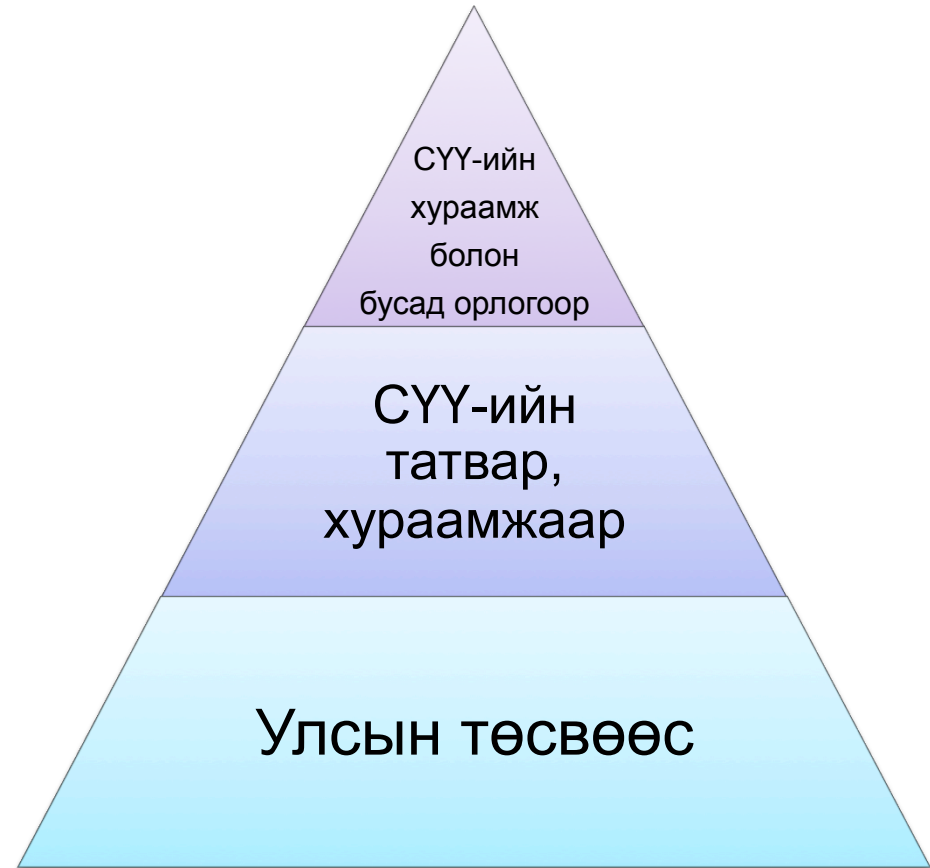 СҮҮ-ийн
хураамж
болон
бусад орлогоор
СҮҮ-ийн
татвар,
хураамжаар
Улсын төсвөөс